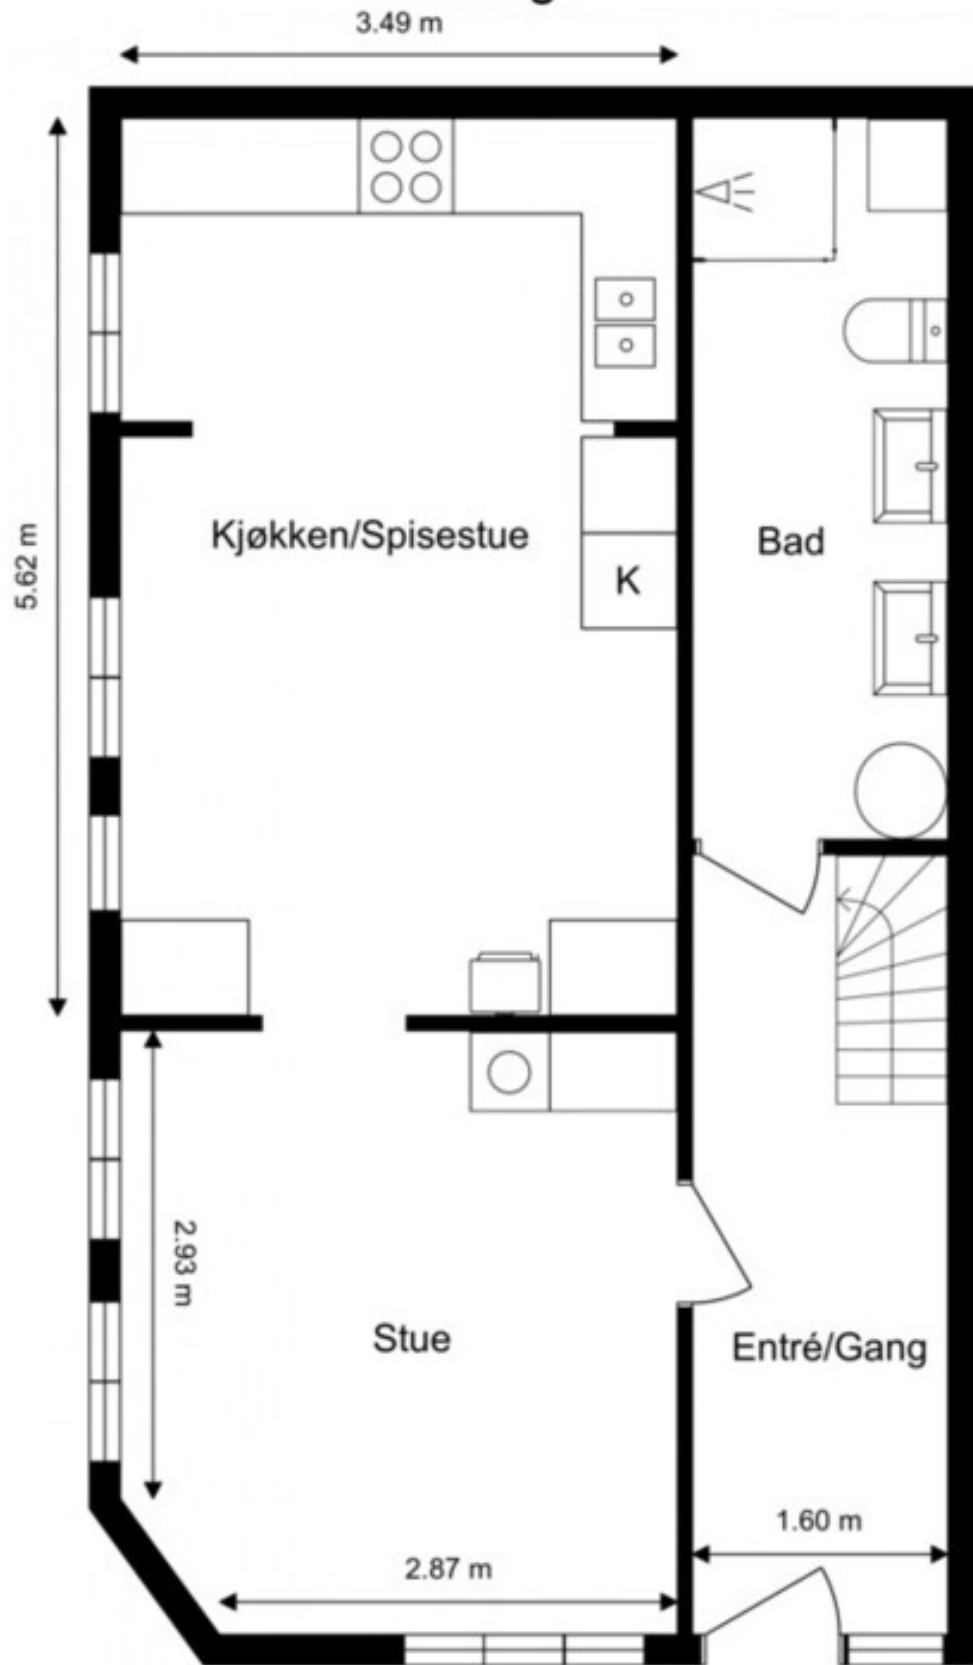 3.49 m
5.62 m
Kjøkken/Spisestue
K
Bad
2.93 m
Stue
Entré/Gang
1.60 m
2.87 m